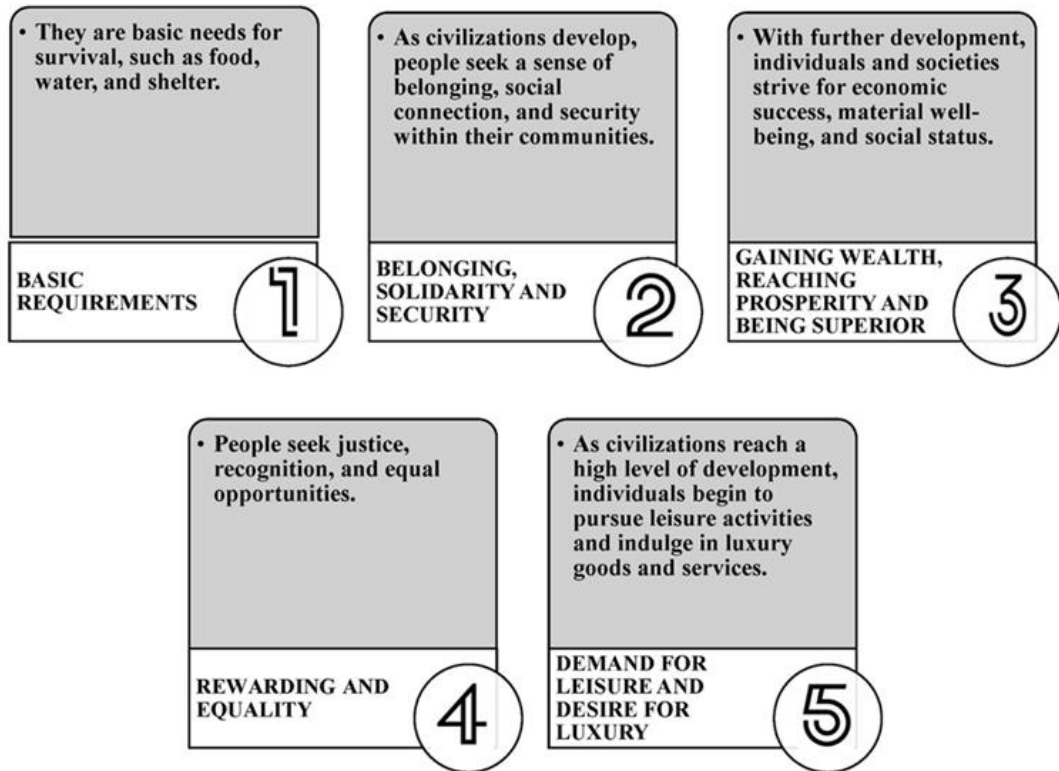 • They are basic needs for
survival, such as food,
water, and shelter.
BASIC
REQUIREMENTS
1
• As civilizations develop,
people seek a sense of
belonging, social
connection, and security
within their communities.
BELONGING,
SOLIDARITY AND
SECURITY
2
• With further development,
individuals and societies
strive for economic
success, material well-
being, and social status.
GAINING WEALTH,
REACHING
PROSPERITY AND
BEING SUPERIOR
3
• People seek justice,
recognition, and equal
opportunities.
REWARDING AND
EQUALITY
4
• As civilizations reach a
high level of development,
individuals begin to
pursue leisure activities
and indulge in luxury
goods and services.
DEMAND FOR
LEISURE AND
DESIRE FOR
LUXURY
5